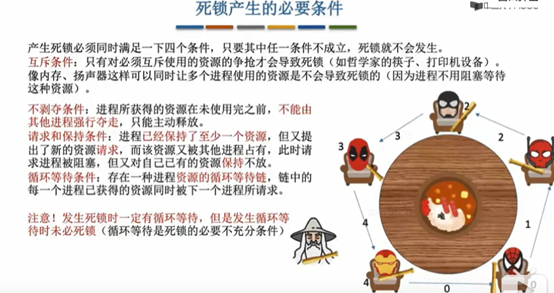 死锁产生的必要条件
产生死锁必须同时满足一下四个条件，只要其中任一条件不成立，死锁就不会发生。
互斥条件：只有对必须互斥使用的资源的争抢才会导致死锁（如哲学家的筷子、打印机设备）。
像内存、扬声器这样可以同时让多个进程使用的资源是不会导致死锁的（因为进程不用阻塞等待
这种资源）。
不剥夺条件：进程所获得的资源在未使用完之前，不能由
其他进程强行夺走，只能主动释放。
请求和保持条件：进程已经保持了至少一个资源，但又提
出了新的资源请求，而该资源又被其他进程占有，此时请
求进程被阻塞，但又对自己已有的资源保持不放。
循环等待条件：存在一种进程资源的循环等待链，链中的
每一个进程已获得的资源同时被下一个进程所请求。
注意！发生死锁时一定有循环等待，但是发生循环等
待时未必死锁（循环等待是死锁的必要不充分条件）
2
3
2
3
1
4
1
4
0
0